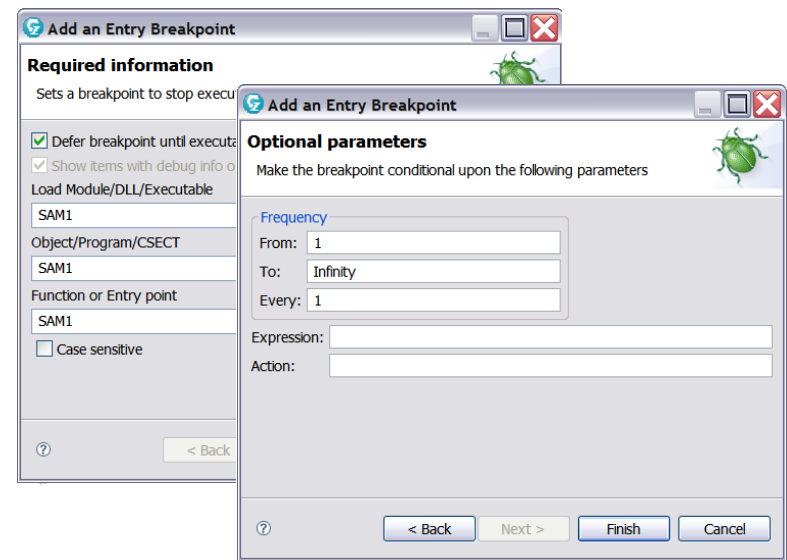 Add an Entry Breakpoint
Required information
Sets a breakpoint to stop
Defer breakpoint until
Show items with debug info
Load Module/DLL/Executable
SAM1
Object/Program/CSECT
SAM1
Function or Entry point
SAM1
Case sensitive
< Back
Add an Entry Breakpoint
Optional parameters
Make the breakpoint conditional upon the following parameters
Frequency
From: 1
To: Infinity
Every: 1
Expression:
Action:
< Back Next > Finish Cancel